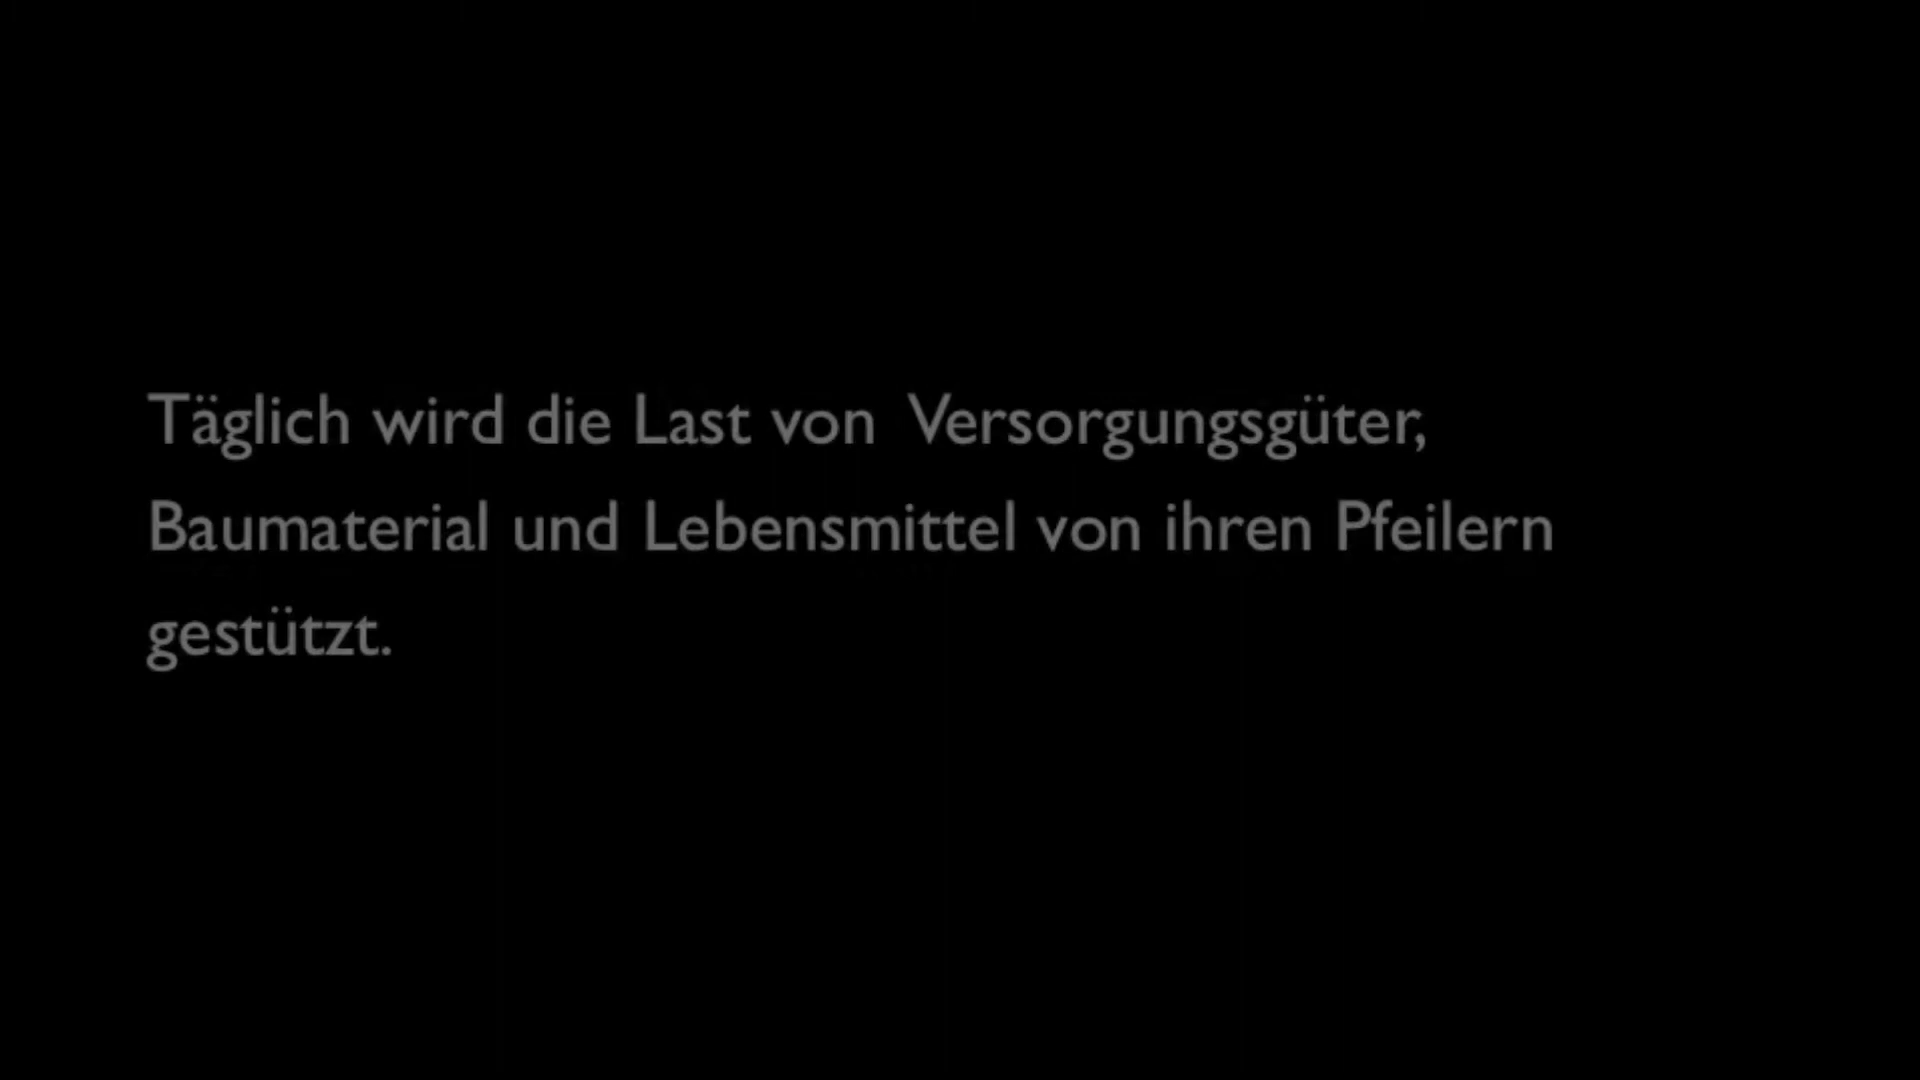 Täglich wird die Last von Versorgungsgüter,
Baumaterial und Lebensmittel von ihren Pfeilern
gestützt.